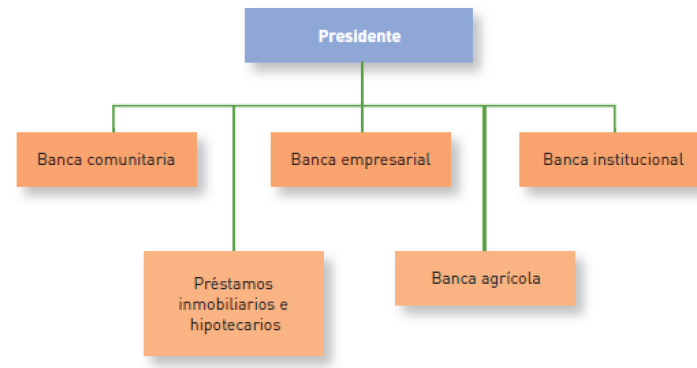 Presidente
Banca comunitaria
Banca empresarial
Banca institucional
Préstamos
inmobiliarios e
hipotecarios
Banca agrícola